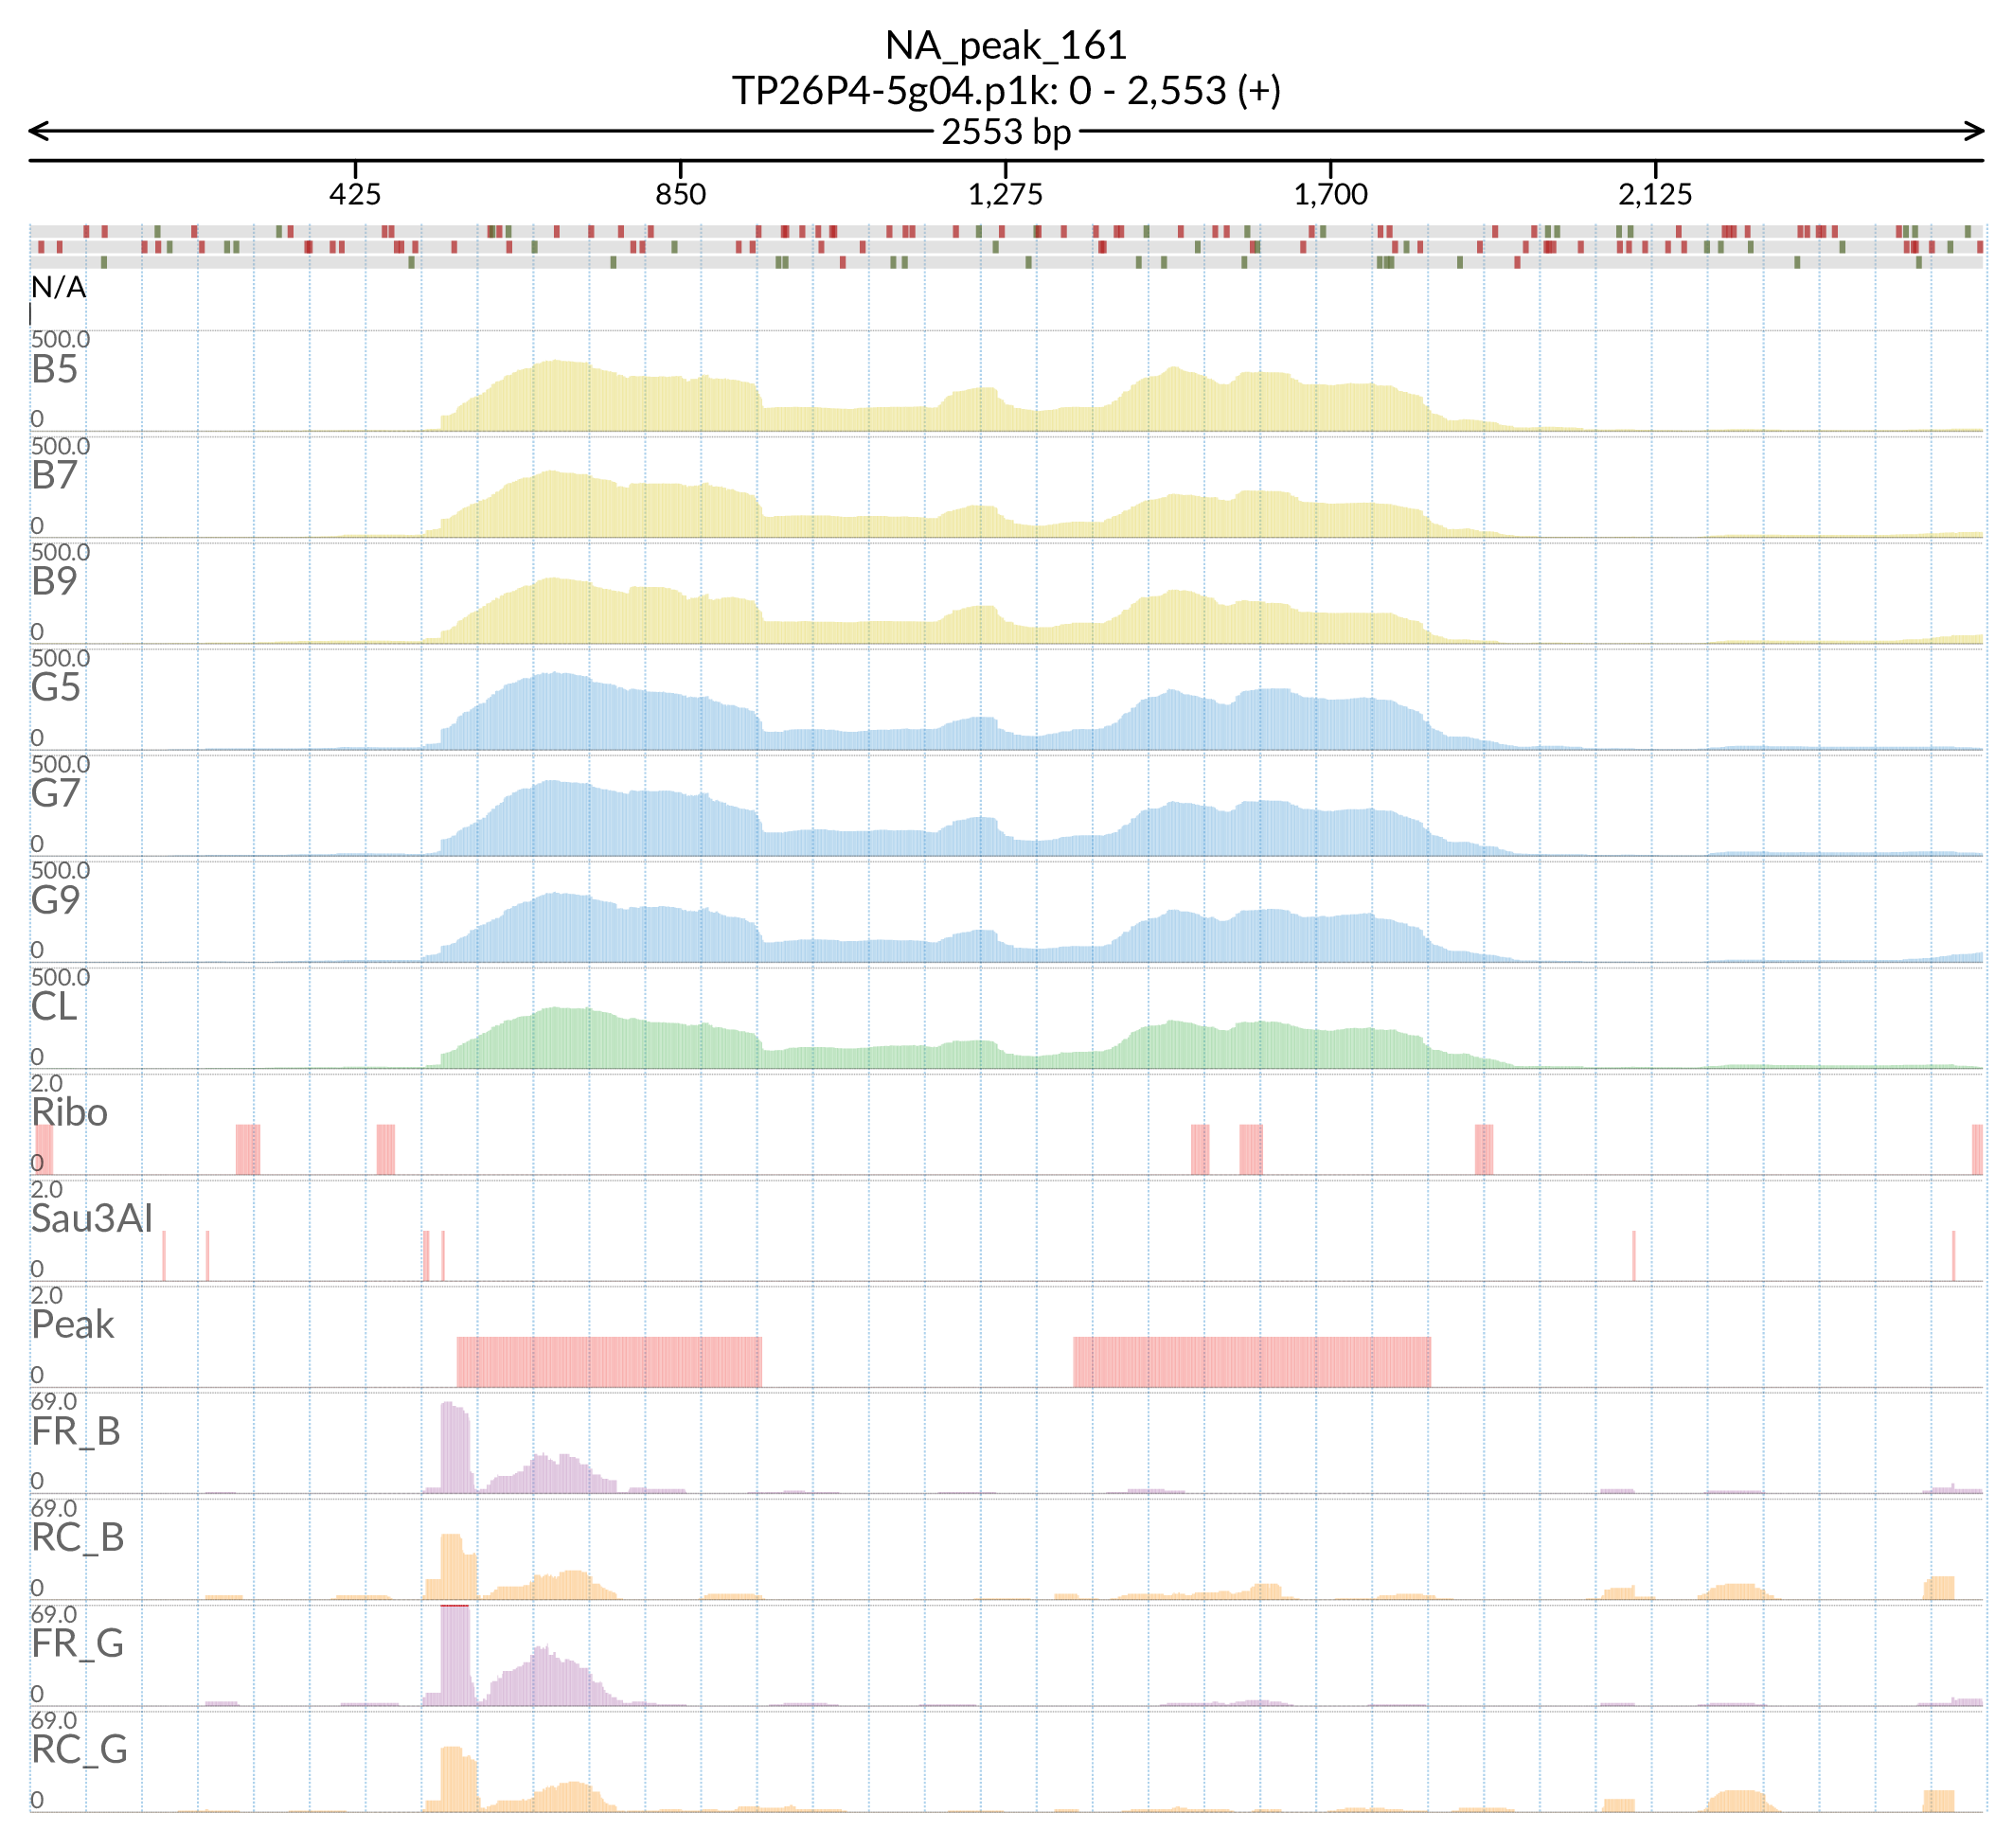 NA_peak_161
TP26P4-5g04.p1k: 0 - 2,553 (+)
2553 bp
425 850 1,275 1,700 2,125
N/A
500.0
B5
0
500.0
B7
0
500.0
B9
0
500.0
G5
0
500.0
G7
0
500.0
G9
0
500.0
CL
0
2.0
Ribo
0
2.0
Sau3AI
0
2.0
Peak
0
69.0
FR_B
0
69.0
RC_B
0
69.0
FR_G
0
69.0
RC_G
0